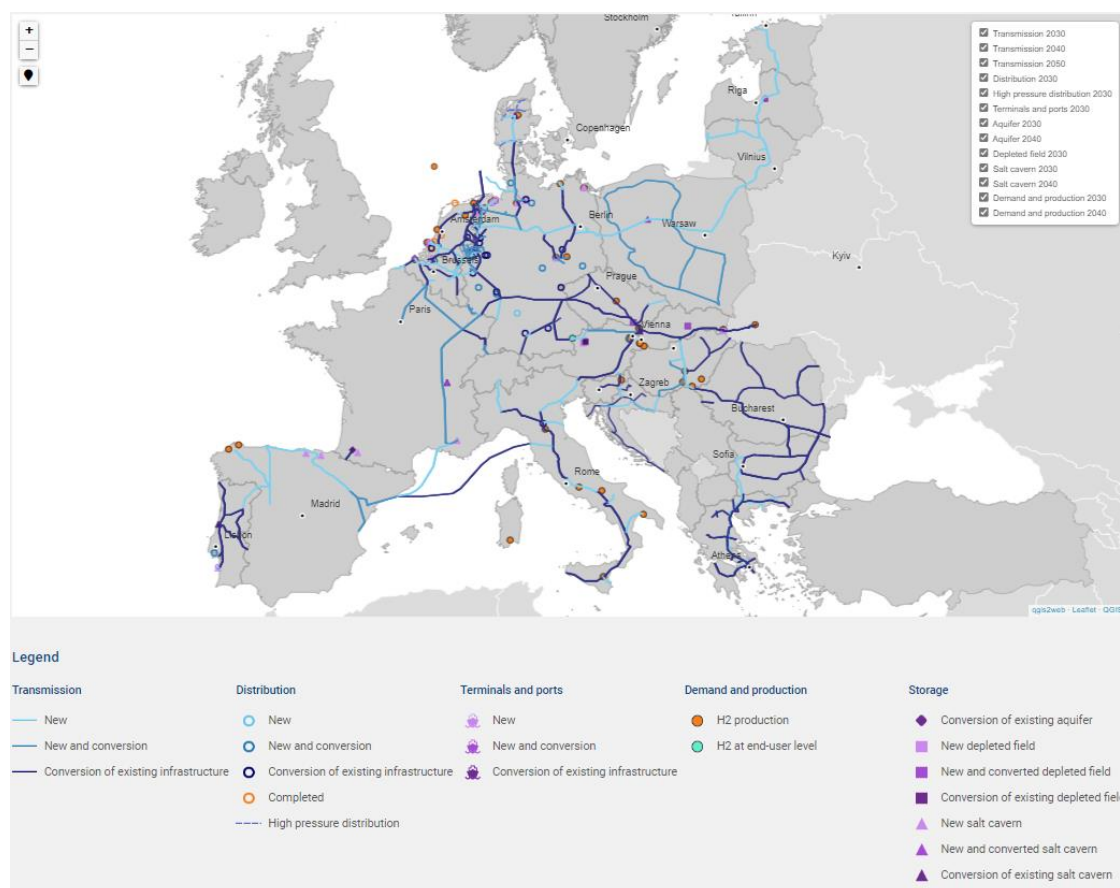 Stockholm
Tallinn
+
−
Transmission 2030
Transmission 2040
Transmission 2050
Distribution 2030
High pressure distribution 2030
Terminals and ports 2030
Aquifer 2030
Aquifer 2040
Depleted field 2030
Salt cavern 2030
Salt cavern 2040
Demand and production 2030
Demand and production 2040
Riga
Copenhagen
Vilnius
Berlin
Amsterdam
Warsaw
Kyiv
Brussels
Prague
Paris
Vienna
Zagreb
Bucharest
Sofia
Rome
Madrid
Lisbon
Athens
qgis2web · Leaflet · QGIS
Legend
Transmission
New
New and conversion
Conversion of existing infrastructure
Distribution
New
New and conversion
Conversion of existing infrastructure
Completed
High pressure distribution
Terminals and ports
New
New and conversion
Conversion of existing infrastructure
Demand and production
H2 production
H2 at end-user level
Storage
Conversion of existing aquifer
New depleted field
New and converted depleted field
Conversion of existing depleted fiel
New salt cavern
New and converted salt cavern
Conversion of existing salt cavern